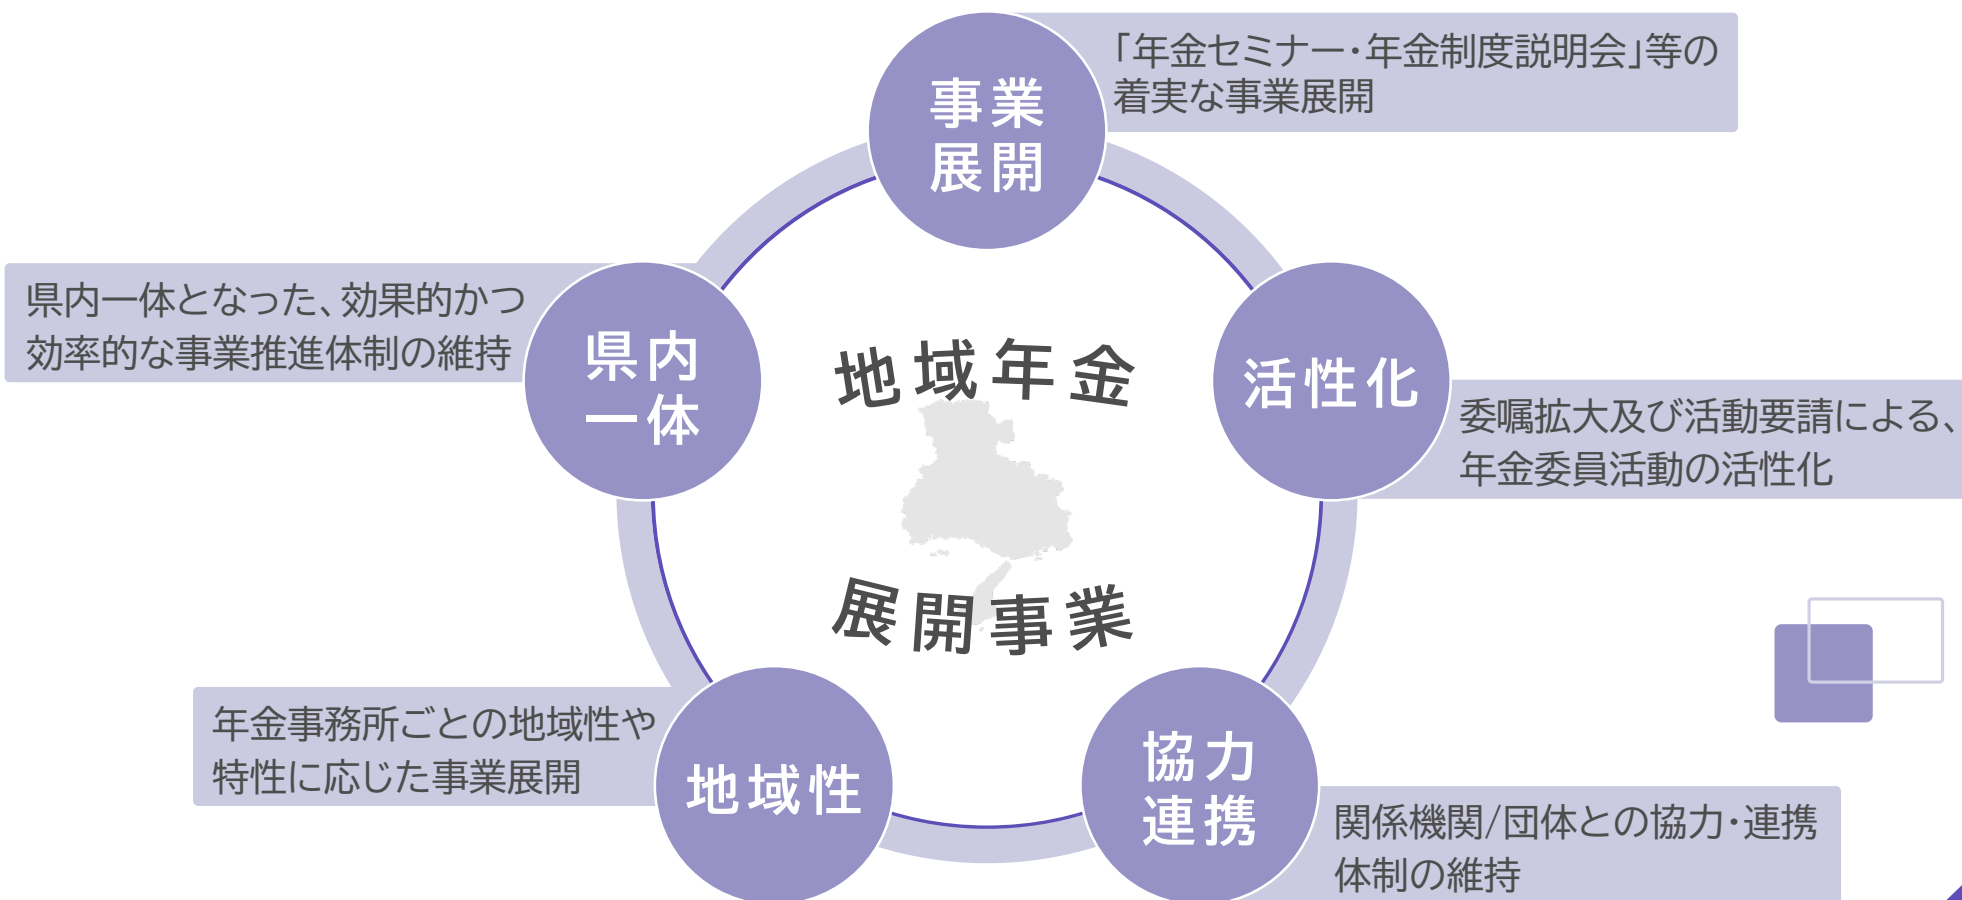 事業
展開
「年金セミナー・年金制度説明会」等の
着実な事業展開
県内
一体
県内一体となった、効果的かつ
効率的な事業推進体制の維持
地域年金
展開事業
活性化
委嘱拡大及び活動要請による、
年金委員活動の活性化
地域性
年金事務所ごとの地域性や
特性に応じた事業展開
協力
連携
関係機関/団体との協力・連携
体制の維持